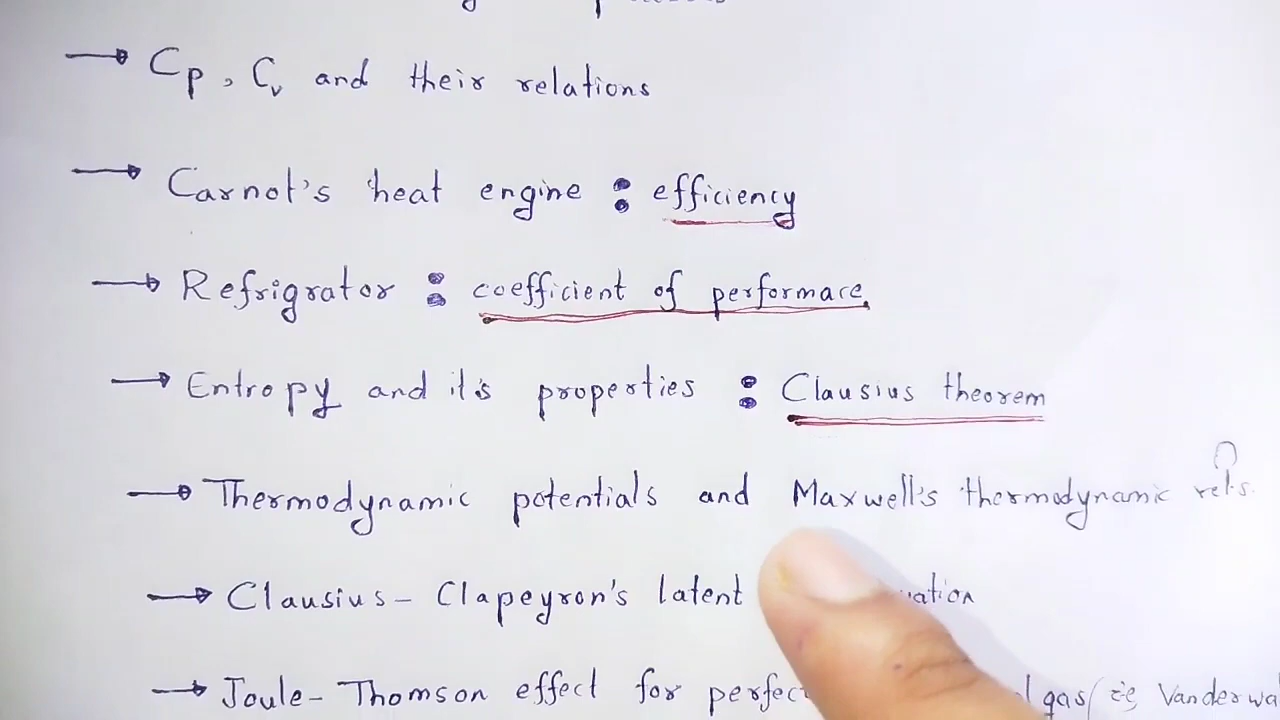 → Cp, Cv and their relations
→ Carnot's heat engine : efficiency
→ Refrigrator : coefficient of performace
→ Entropy and it's properties : Clausius theorem
→ Thermodynamic potentials and Maxwell's thermodynamic rel.s.
→ Clausius - Clapeyron's latent
→ Joule - Thomson effect for gas